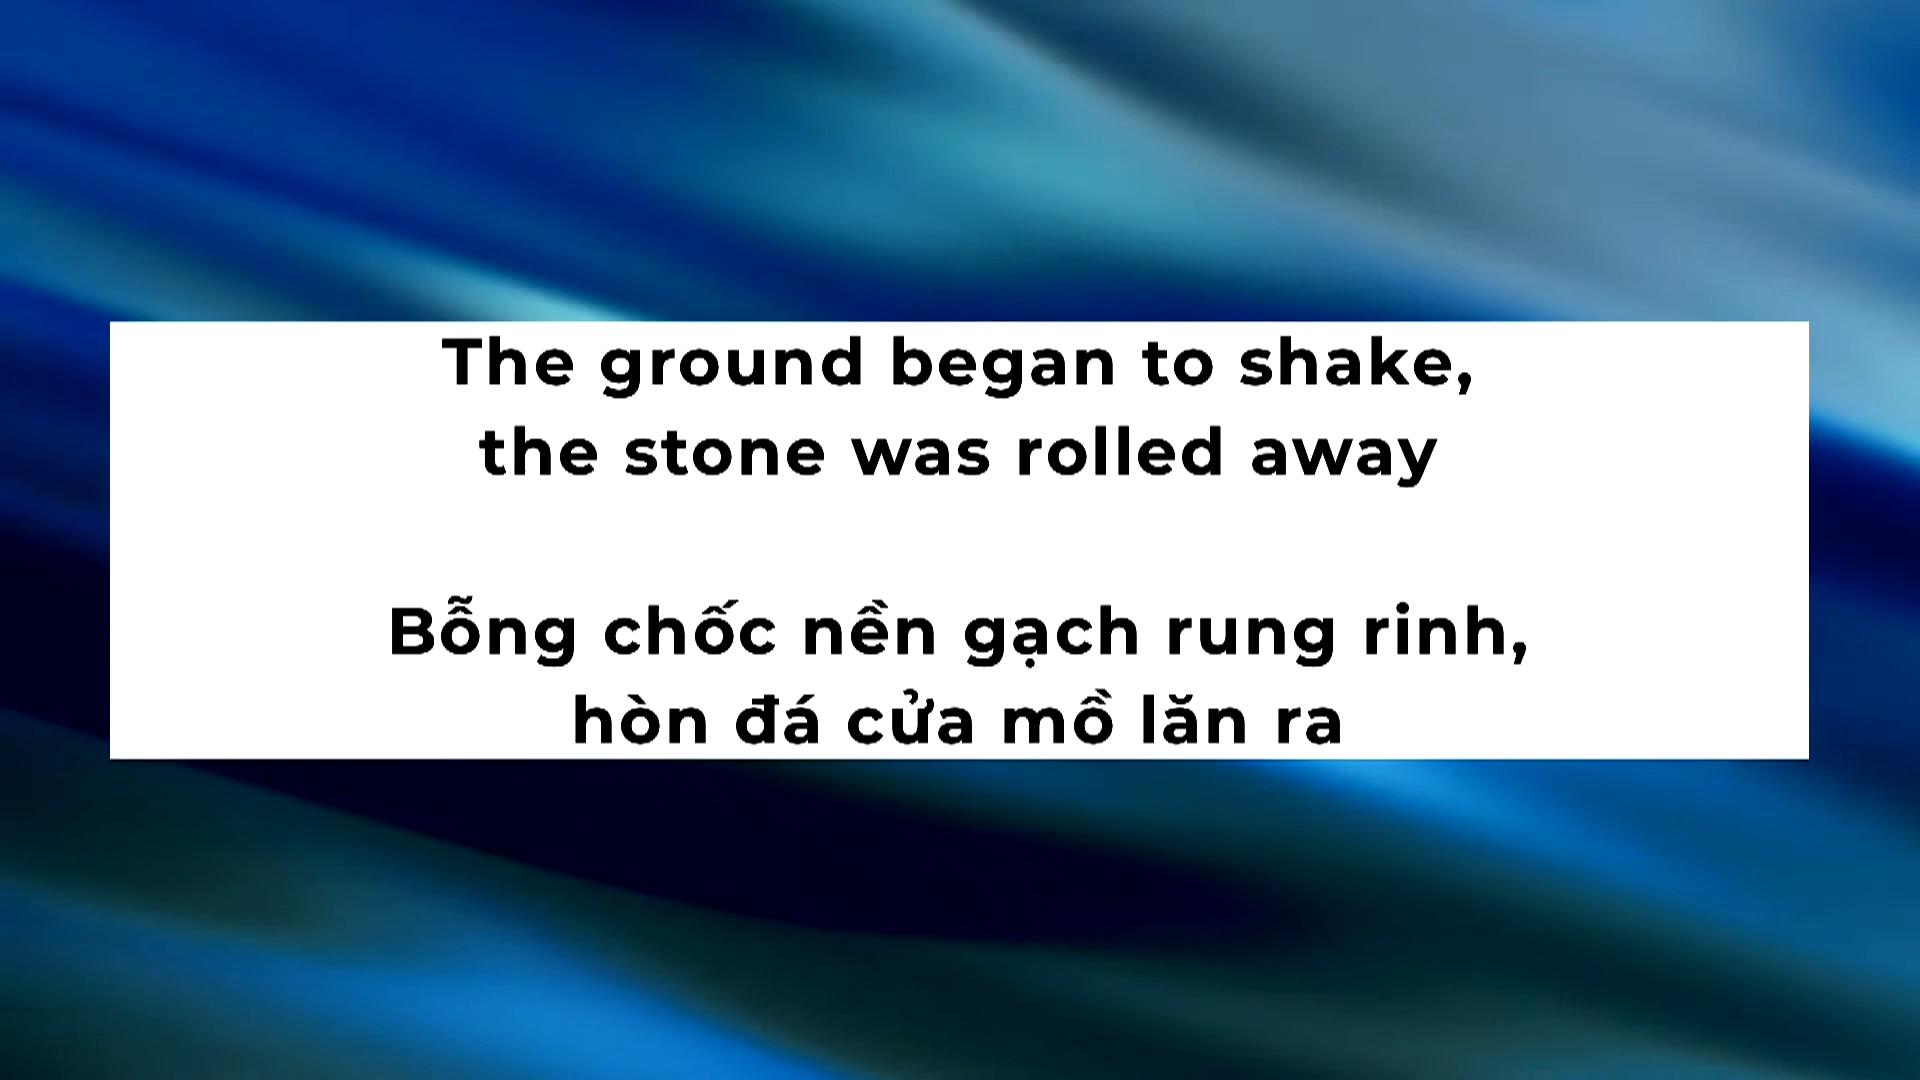 The ground began to shake,
the stone was rolled away
Bỗng chốc nền gạch rung rinh,
hòn đá cửa mồ lăn ra